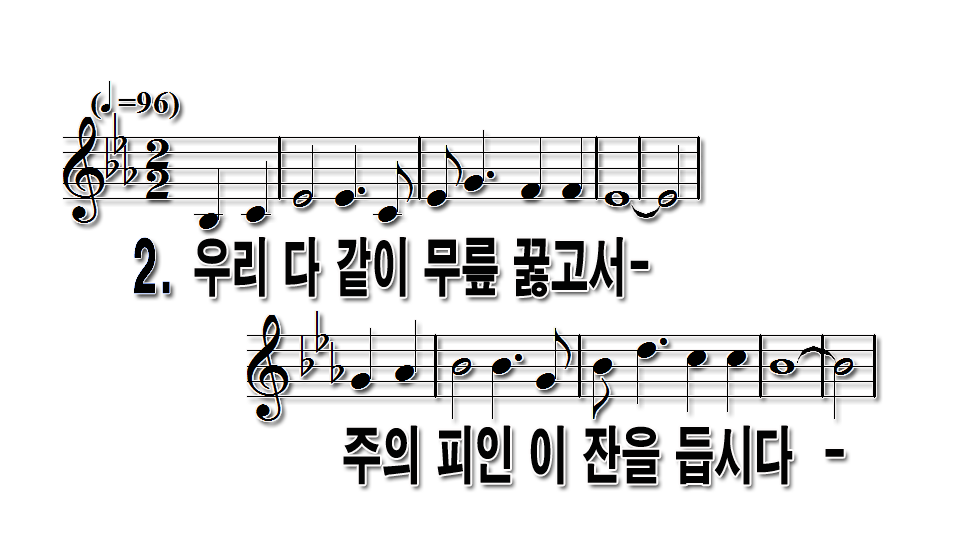 (♩=96)
2. 우리 다 같이 무릎 꿇고서-
주의 피인 이 잔을 듭시다 -